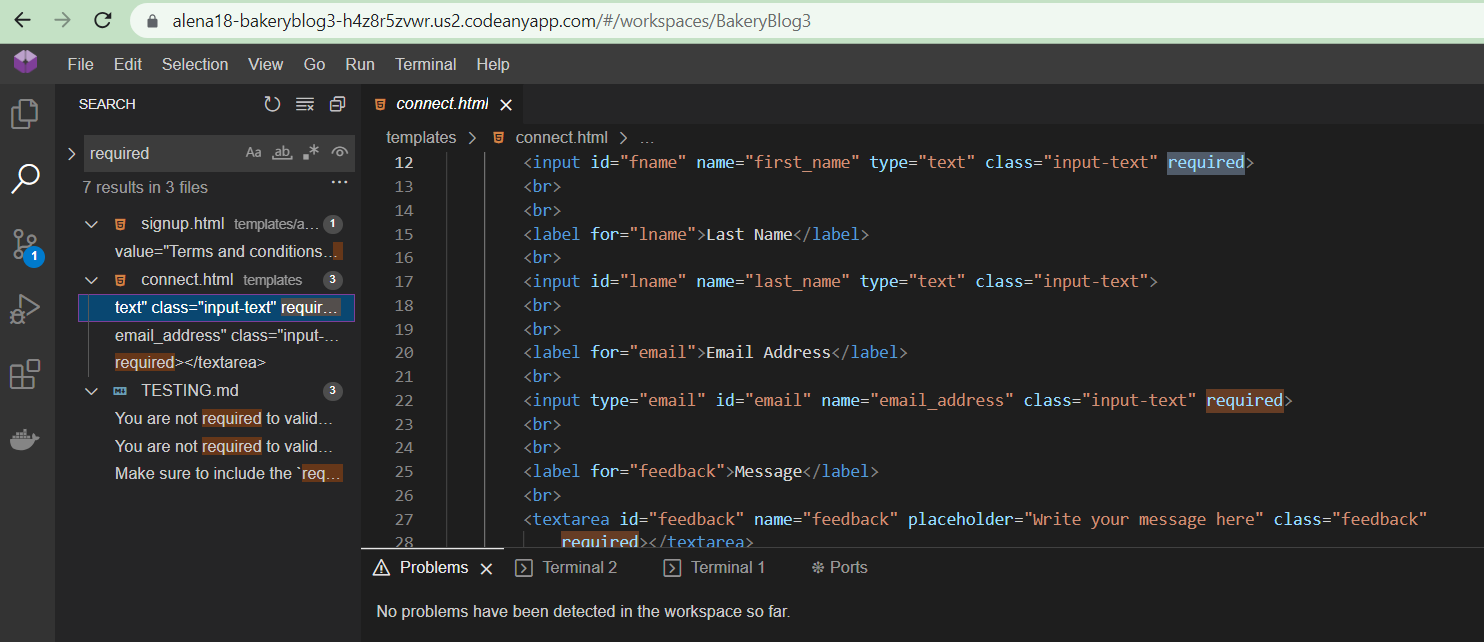 alena18-bakeryblog3-h4z8r5zvwr.us2.codeanyapp.com/#/workspaces/BakeryBlog3
File Edit Selection View Go Run Terminal Help
SEARCH
required Aa ab .*
7 results in 3 files ...
signup.html templates/a... 1
value="Terms and conditions...
connect.html templates 3
text" class="input-text" requir...
email_address" class="input-...
required></textarea>
TESTING.md 3
You are not required to valid...
You are not required to valid...
Make sure to include the `req...
1
connect.html
templates > connect.html > ...
12 <input id="fname" name="first_name" type="text" class="input-text" required>
13 <br>
14 <br>
15 <label for="lname">Last Name</label>
16 <br>
17 <input id="lname" name="last_name" type="text" class="input-text">
18 <br>
19 <br>
20 <label for="email">Email Address</label>
21 <br>
22 <input type="email" id="email" name="email_address" class="input-text" required>
23 <br>
24 <br>
25 <label for="feedback">Message</label>
26 <br>
27 <textarea id="feedback" name="feedback" placeholder="Write your message here" class="feedback"
28 required></textarea>
Problems Terminal 2 Terminal 1 Ports
No problems have been detected in the workspace so far.